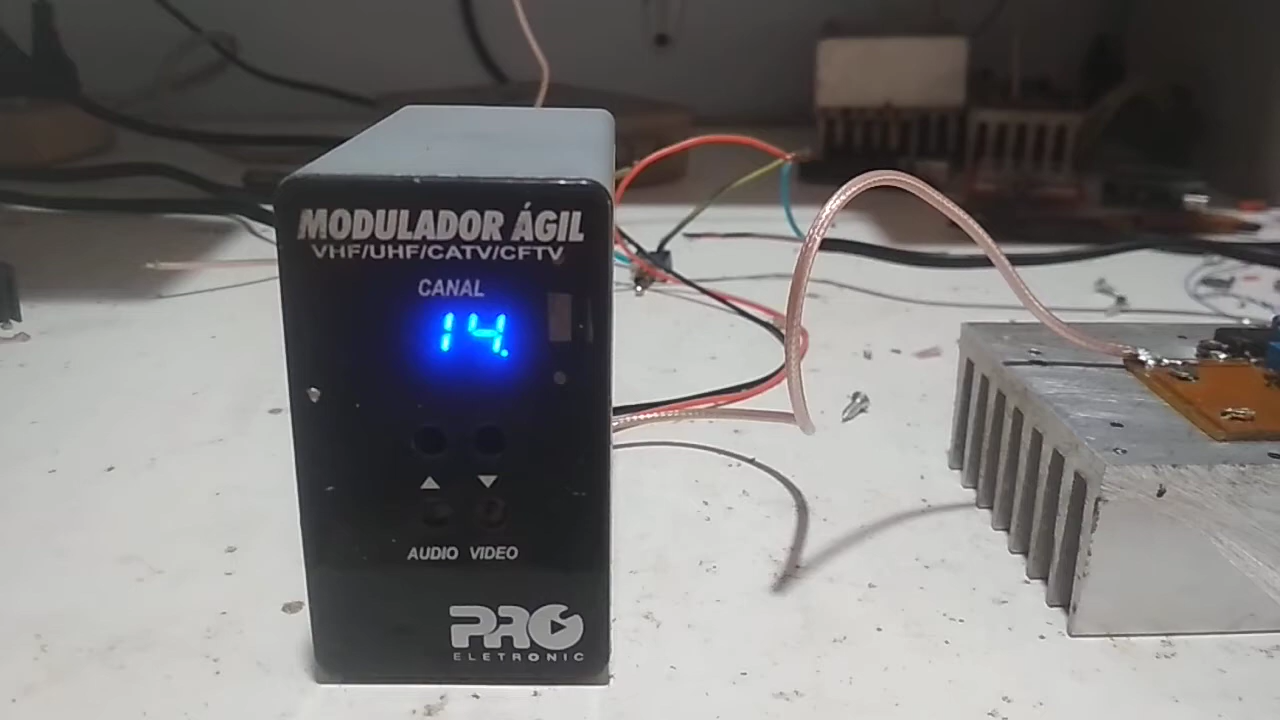 MODULADOR ÁGIL
VHF/UHF/CATV/CFTV
CANAL
14.
AUDIO VIDEO
PRO
ELETRONIC